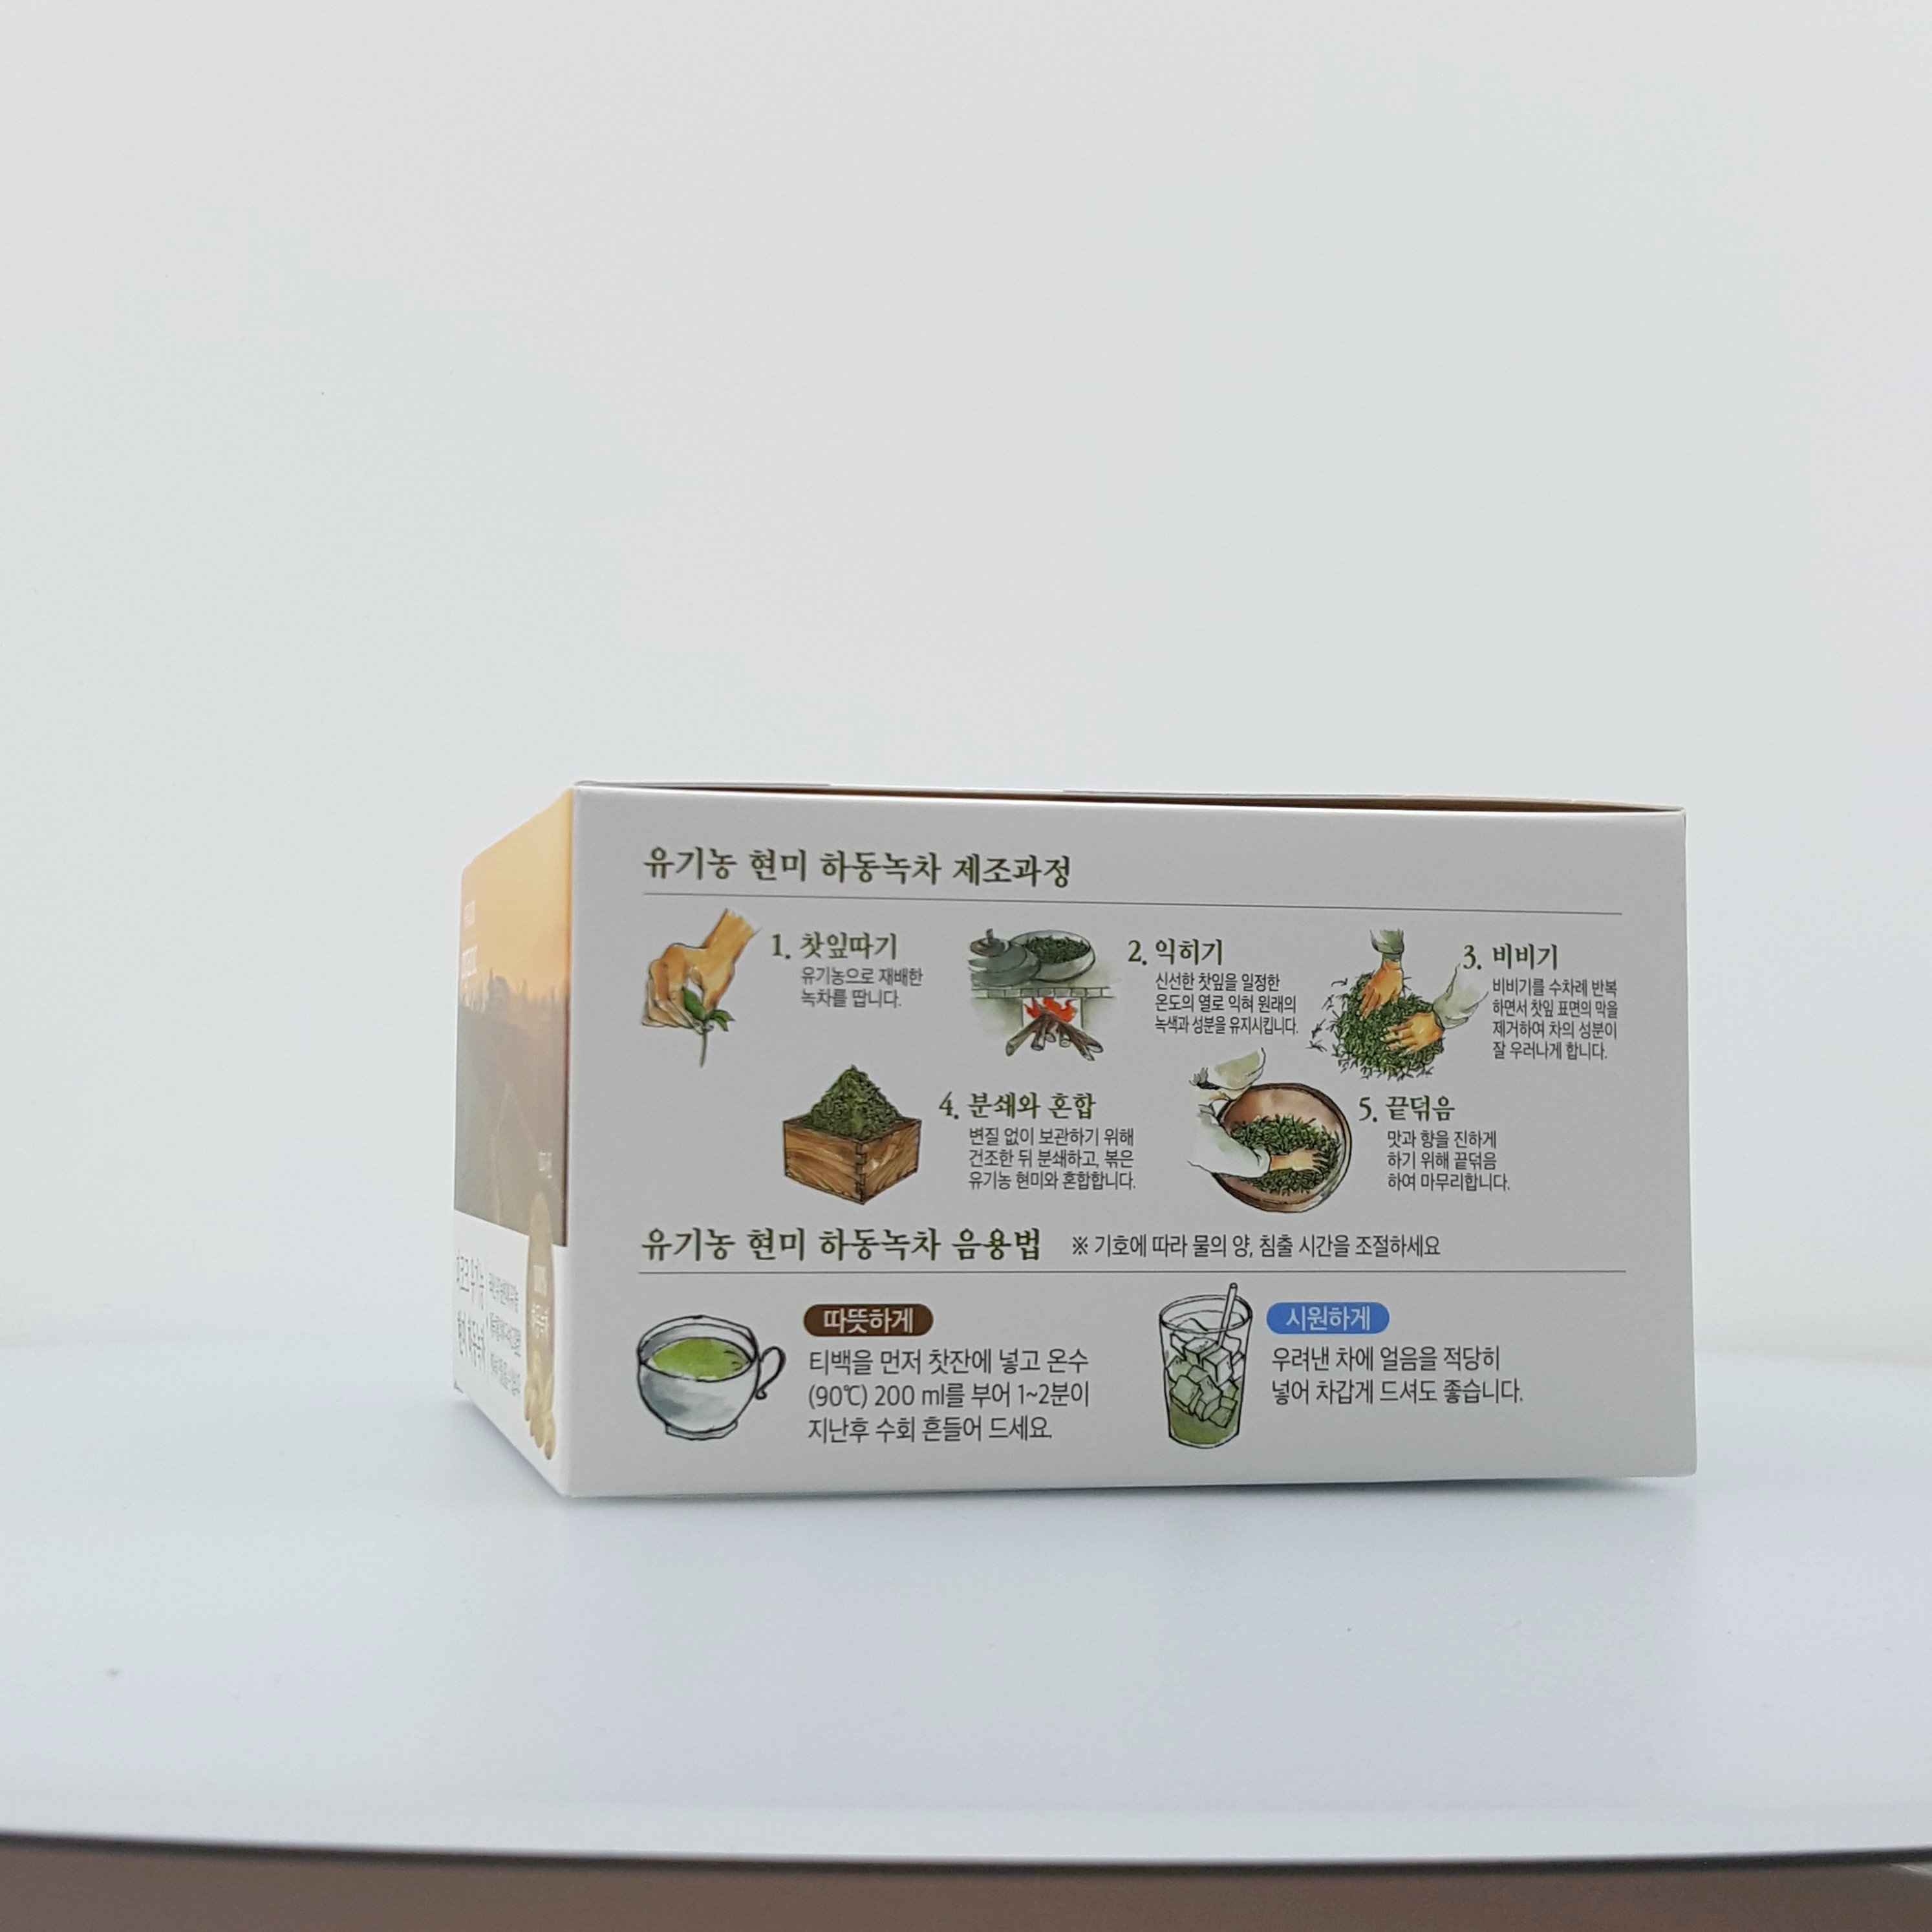 유기농 현미 하동녹차 제조과정
1. 찻잎따기
유기농으로 재배한
녹차를 땁니다.
2. 익히기
신선한 찻잎을 일정한
온도의 열로 익혀 원래의
녹색과 성분을 유지시킵니다.
3. 비비기
비비기를 수차례 반복
하면서 찻잎 표면의 막을
제거하여 차의 성분이
잘 우러나게 합니다.
4. 분쇄와 혼합
변질 없이 보관하기 위해
건조한 뒤 분쇄하고, 볶은
유기농 현미와 혼합합니다.
5. 끝덖음
맛과 향을 진하게
하기 위해 끝덖음
하여 마무리합니다.
유기농 현미 하동녹차 음용법 ※ 기호에 따라 물의 양, 침출 시간을 조절하세요
따뜻하게
티백을 먼저 찻잔에 넣고 온수
(90℃) 200 ml를 부어 1~2분이
지난후 수회 흔들어 드세요.
시원하게
우려낸 차에 얼음을 적당히
넣어 차갑게 드셔도 좋습니다.
100%
하동녹차
현미 하동녹차